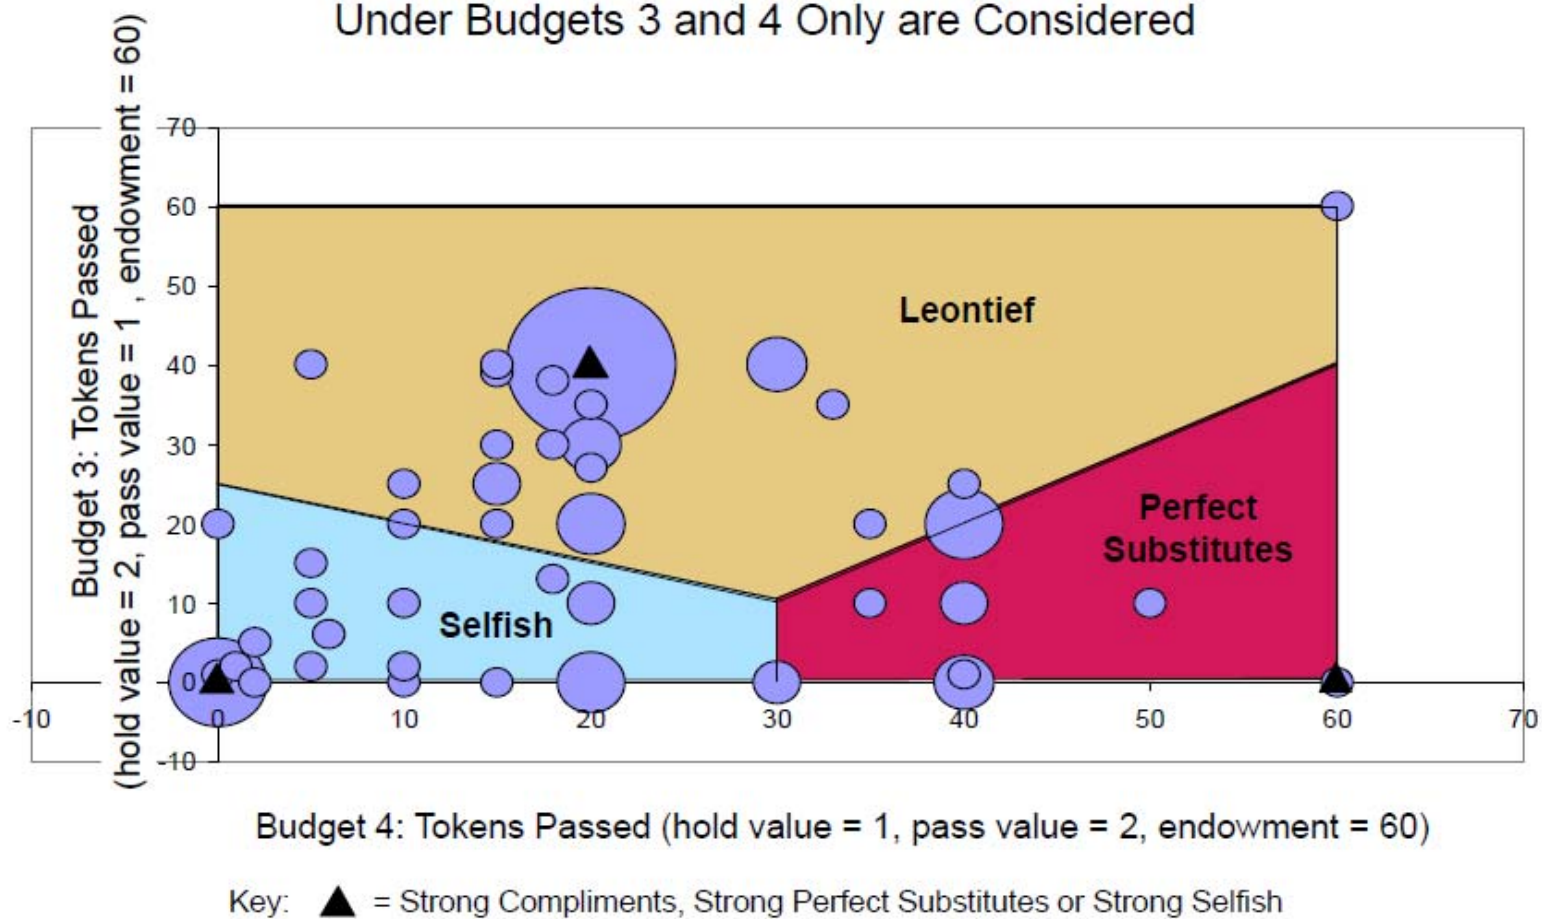 Under Budgets 3 and 4 Only are Considered
Budget 3: Tokens Passed
(hold value = 2, pass value = 1 , endowment = 60)
70
60
50
40
30
20
10
0
-10
Leontief
Perfect
Substitutes
Selfish
-10 0 10 20 30 40 50 60 70
Budget 4: Tokens Passed (hold value = 1, pass value = 2, endowment = 60)
Key: = Strong Compliments, Strong Perfect Substitutes or Strong Selfish